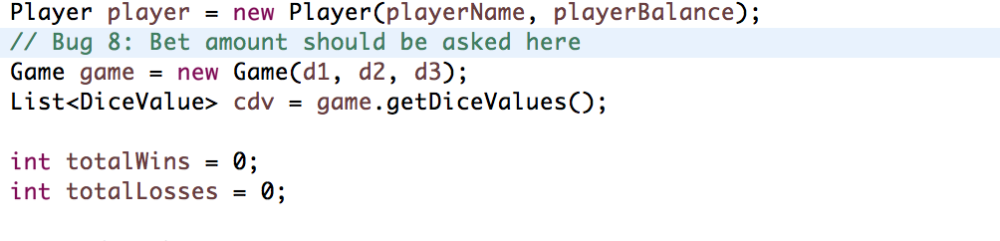 Player player = new Player(playerName, playerBalance);
// Bug 8: Bet amount should be asked here
Game game = new Game(d1, d2, d3);
List<DiceValue> cdv = game.getDiceValues();
int totalWins = 0;
int totalLosses = 0;